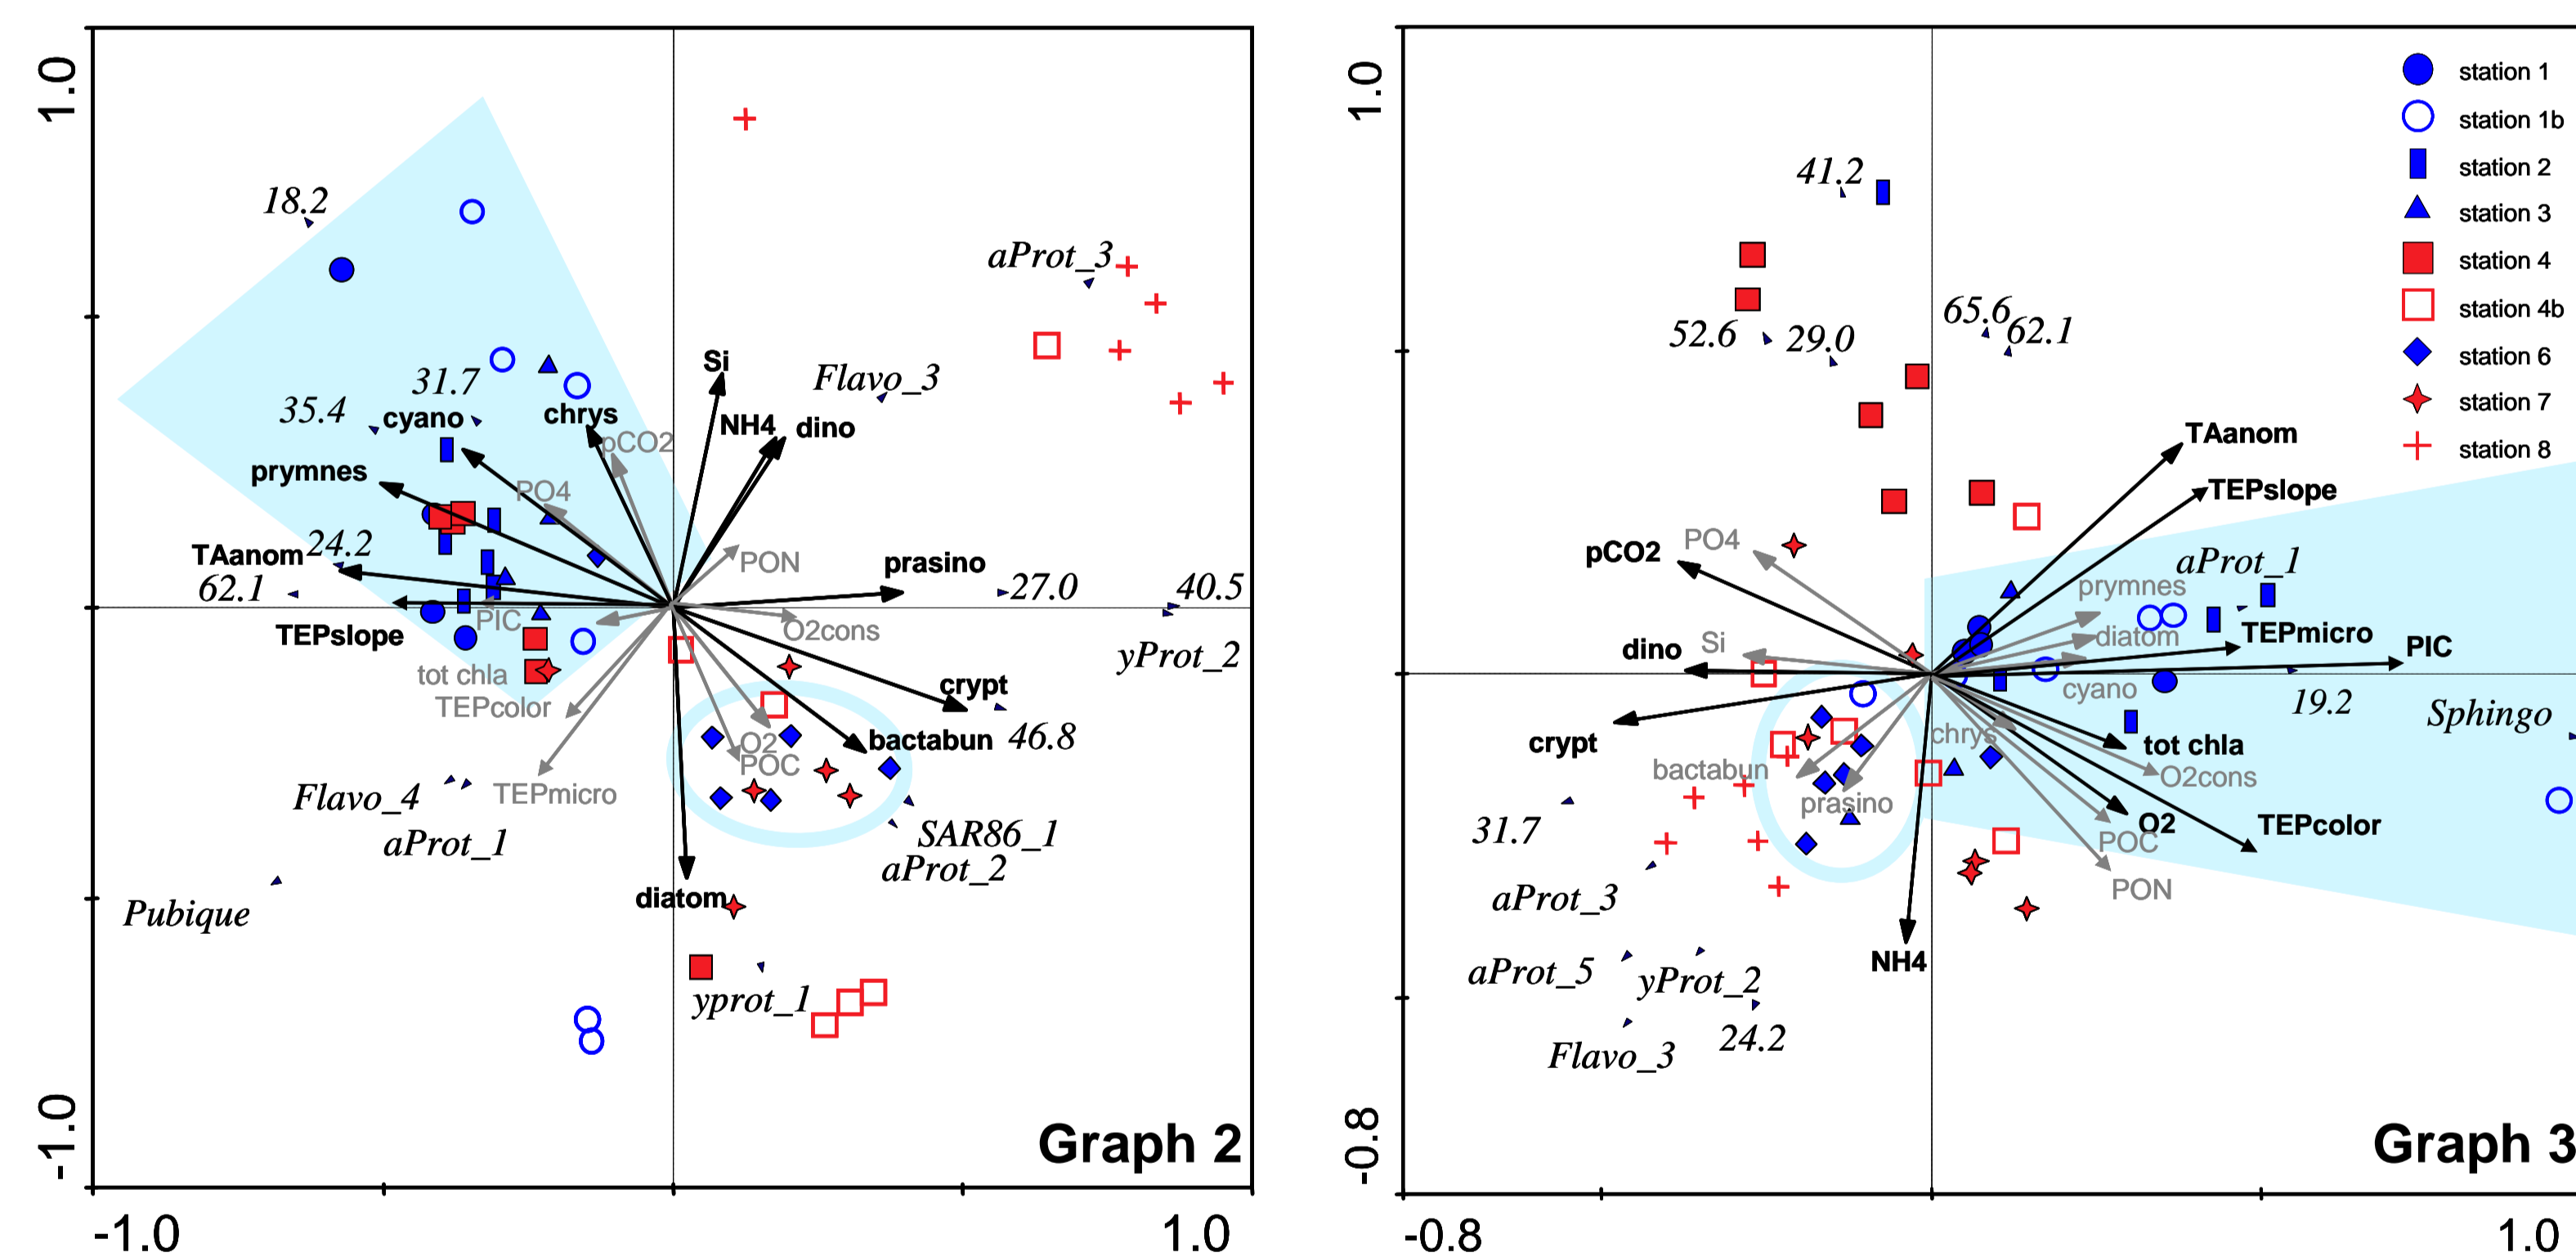 1.0
18.2
aProt_3
Si
Flavo_3
31.7
35.4
cyano
chrys
NH4
dino
pCO2
prymnes
PO4
TAanom
24.2
PON
prasino
62.1
27.0
40.5
PIC
TEPslope
O2cons
yProt_2
tot chla
TEPcolor
crypt
O2
bactabun
46.8
POC
Flavo_4
TEPmicro
aProt_1
SAR86_1
aProt_2
diatom
Pubique
yprot_1
-1.0
Graph 2
-1.0
1.0
1.0
station 1
station 1b
station 2
station 3
station 4
station 4b
station 6
station 7
station 8
41.2
52.6
29.0
65.6
62.1
TAanom
TEPslope
pCO2
PO4
aProt_1
prymnes
dino
Si
diatom
TEPmicro
PIC
cyano
19.2
Sphingo
crypt
chrys
tot chla
bactabun
O2cons
prasino
31.7
O2
TEPcolor
POC
aProt_3
PON
NH4
aProt_5
yProt_2
24.2
Flavo_3
-0.8
Graph 3
-0.8
1.0